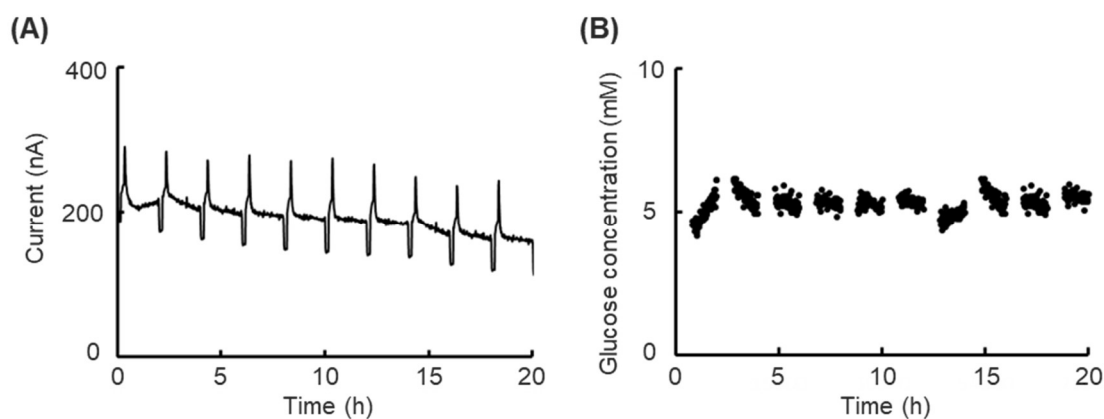 (A)
400
200
0
Current (nA)
0 5 10 15 20
Time (h)
(B)
10
5
0
Glucose concentration (mM)
0 5 10 15 20
Time (h)